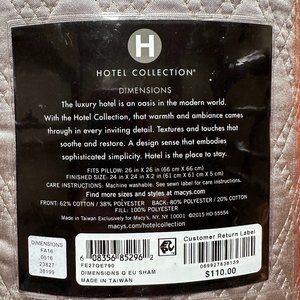 H
HOTEL COLLECTION®
DIMENSIONS
The luxury hotel is an oasis in the modern world.
With the Hotel Collection, that warmth and ambiance comes
through in every inviting detail. Textures and touches that
soothe and restore. A design sense that embodies
sophisticated simplicity. Hotel is the place to stay.
FITS PILLOW: 26 in X 26 in (66 cm X 66 cm)
FINISHED SIZE: 24 in X 24 in X 2 in (61 cm X 61 cm X 5 cm)
CARE INSTRUCTIONS: Machine washable. See sewn label for care instructions.
Find more sizes and styles at macys.com
FRONT: 62% COTTON / 38% POLYESTER BACK: 80% POLYESTER / 20% COTTON
FILL: 100% POLYESTER
Made in Taiwan Exclusively for Macy's, NY, NY 10001 ©2015 HD 55554
macys.com/hotelcollection
DIMENSIONS
FA16
0616
23827
38199
6 08356 85296 2
FE27QE790
DIMENSIONS Q EU SHAM
MADE IN TAIWAN
Customer Return Label
069927838139
$110.00